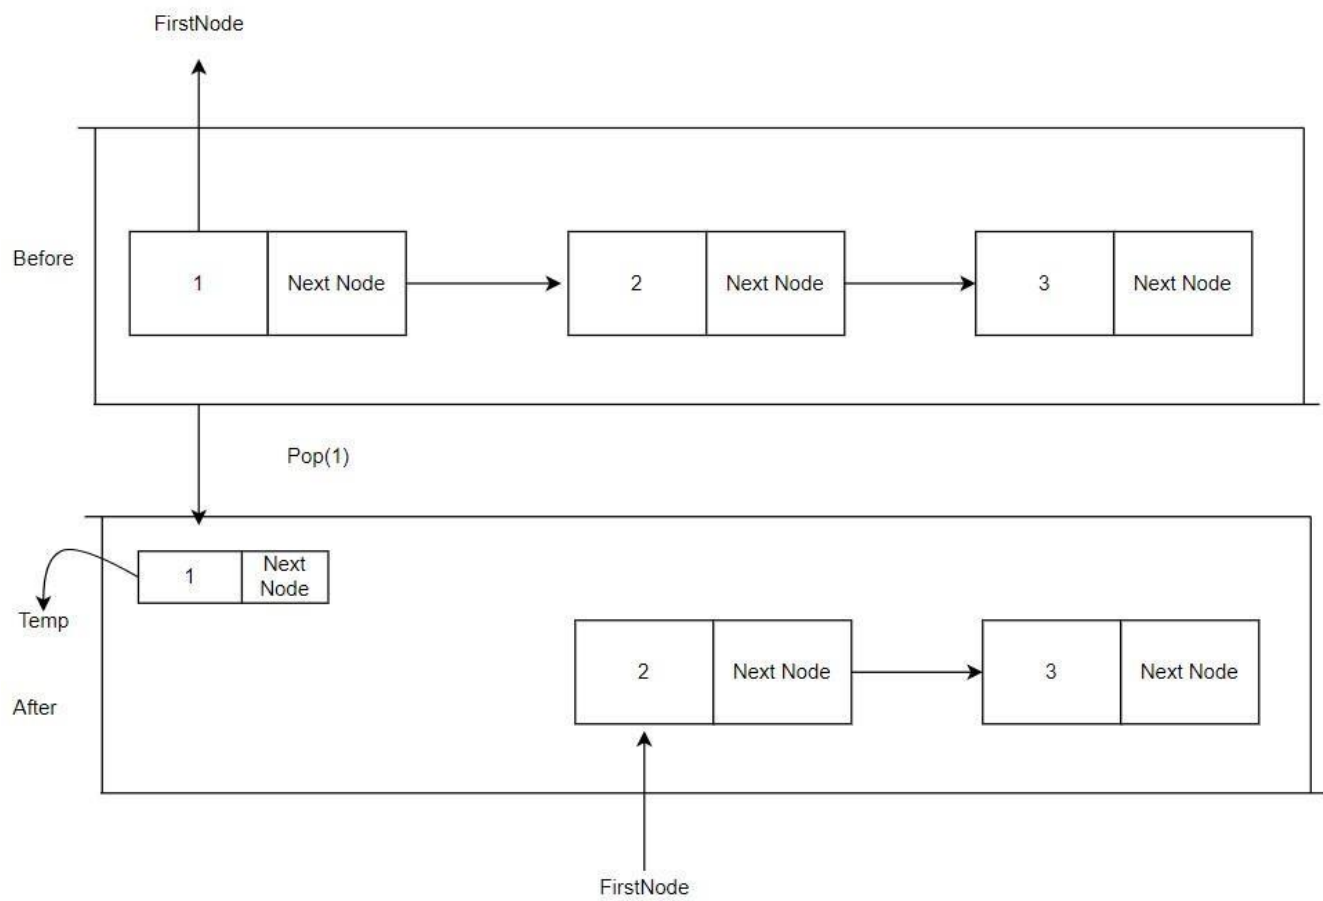 FirstNode
Before
1
Next Node
2
Next Node
3
Next Node
Pop(1)
1
Next
Node
Temp
2
Next Node
3
Next Node
After
FirstNode